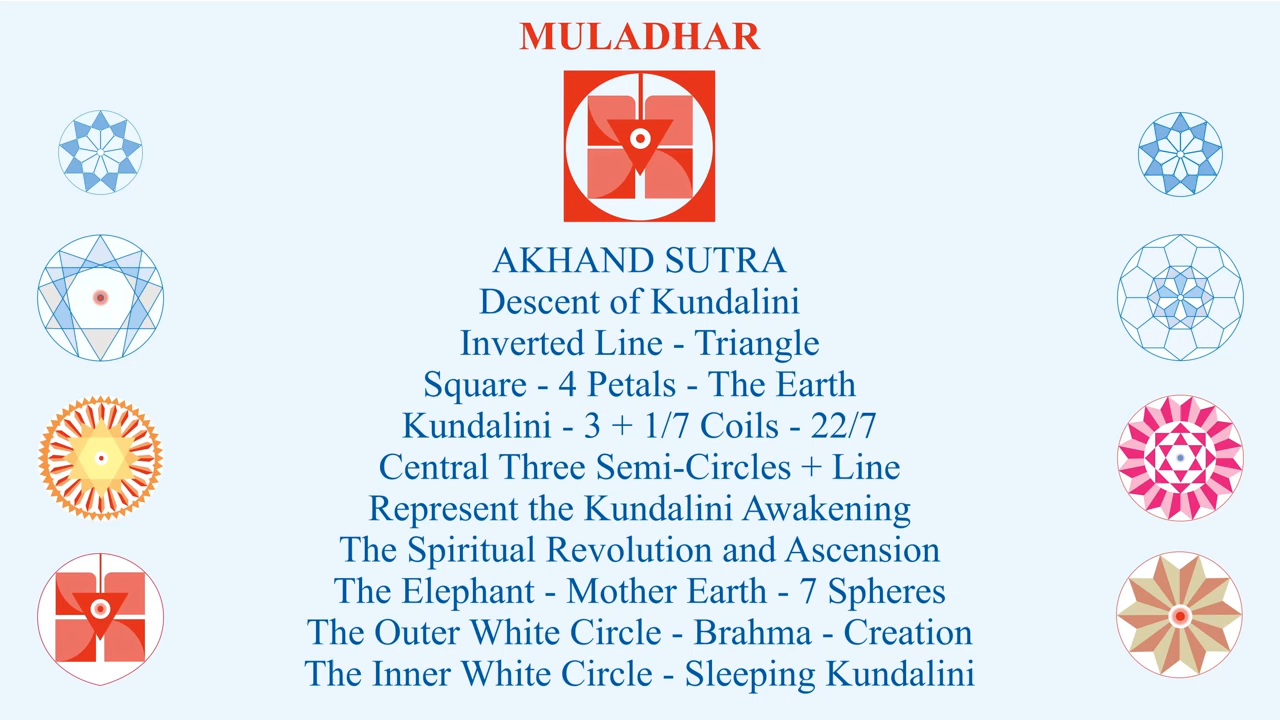 MULADHAR
AKHAND SUTRA
Descent of Kundalini
Inverted Line - Triangle
Square - 4 Petals - The Earth
Kundalini - 3 + 1/7 Coils - 22/7
Central Three Semi-Circles + Line
Represent the Kundalini Awakening
The Spiritual Revolution and Ascension
The Elephant - Mother Earth - 7 Spheres
The Outer White Circle - Brahma - Creation
The Inner White Circle - Sleeping Kundalini